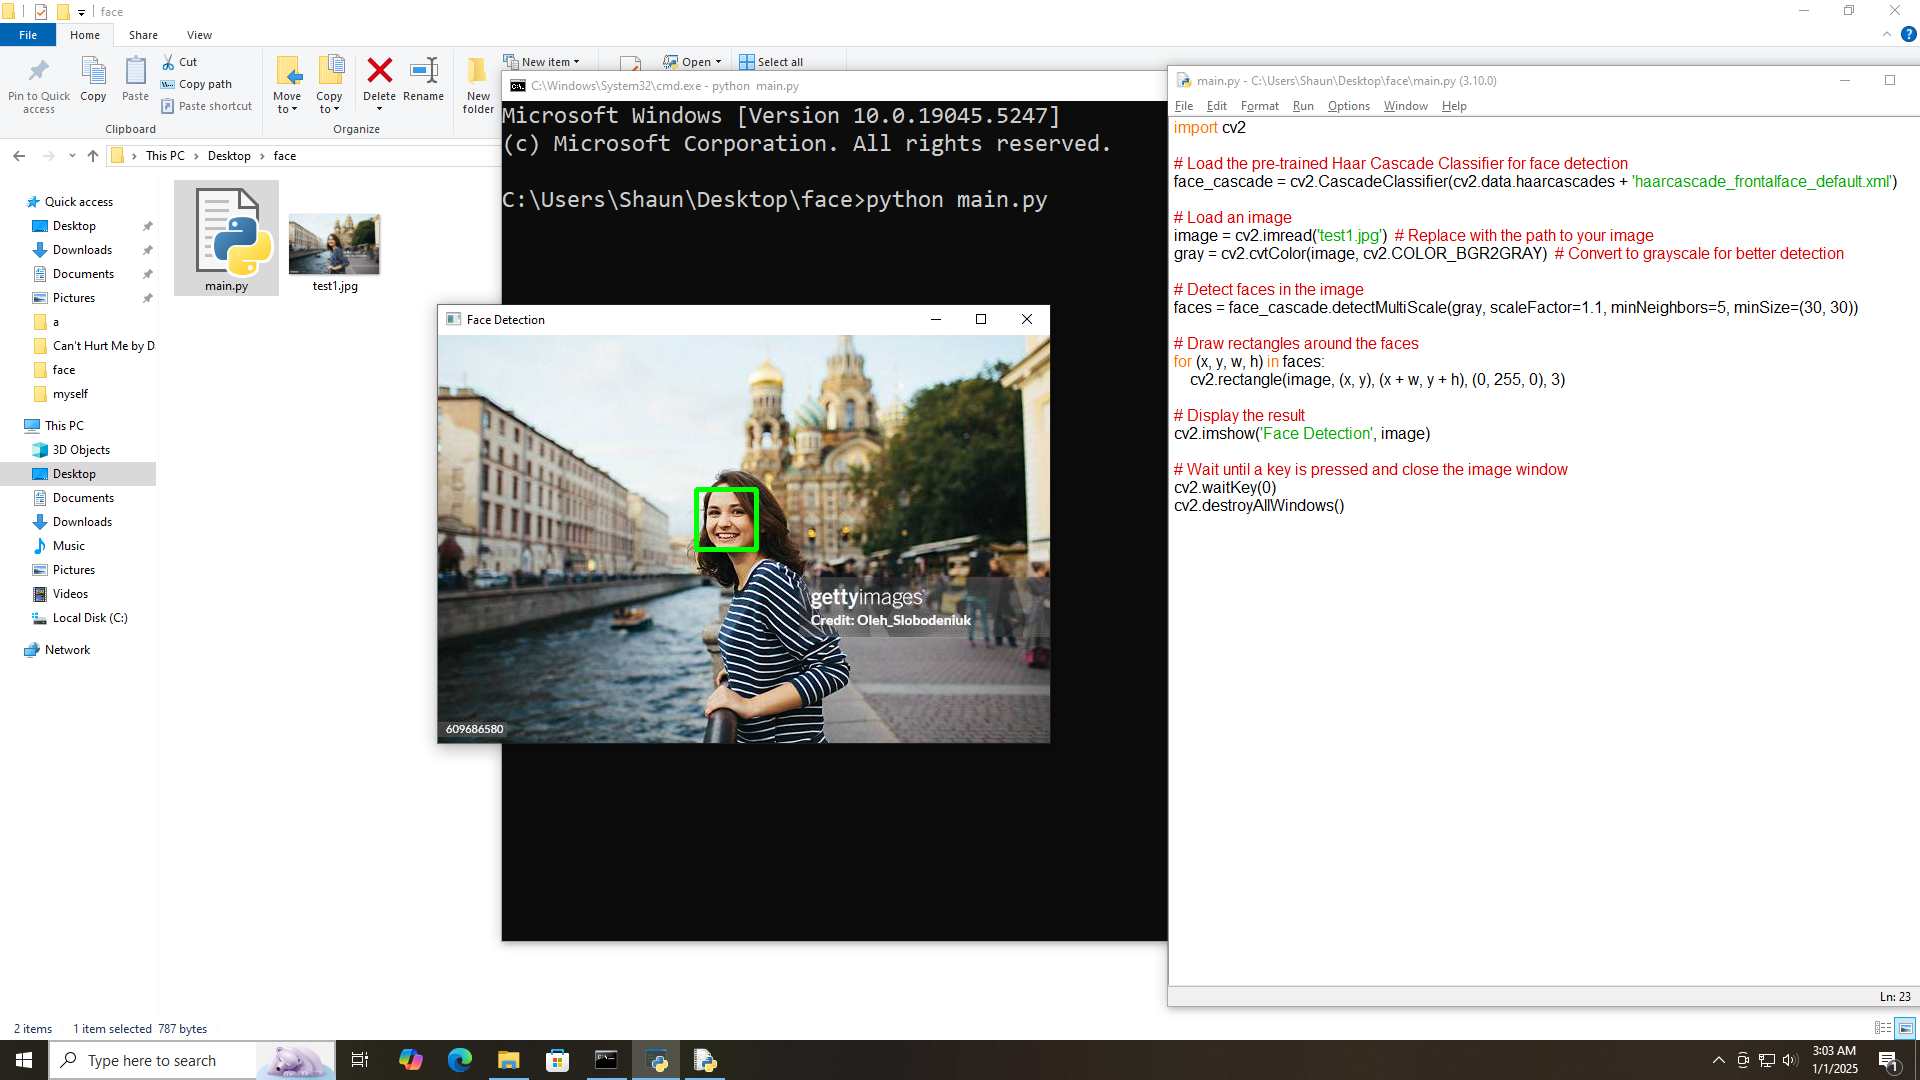 face
File
Home
Share
View
Pin to Quick access
Copy
Paste
Cut
Copy path
Paste shortcut
Clipboard
Move to
Copy to
Delete
Rename
Organize
New folder
New item
Open
Select all
This PC > Desktop > face
Quick access
Desktop
Downloads
Documents
Pictures
a
Can't Hurt Me by D
face
myself
This PC
3D Objects
Desktop
Documents
Downloads
Music
Pictures
Videos
Local Disk (C:)
Network
main.py
test1.jpg
2 items
1 item selected 787 bytes
C:\Windows\System32\cmd.exe - python main.py
Microsoft Windows [Version 10.0.19045.5247]
(c) Microsoft Corporation. All rights reserved.
C:\Users\Shaun\Desktop\face>python main.py
Face Detection
gettyimages
Credit: Oleh_Slobodeniuk
609686580
main.py - C:\Users\Shaun\Desktop\face\main.py (3.10.0)
File Edit Format Run Options Window Help
import cv2
# Load the pre-trained Haar Cascade Classifier for face detection
face_cascade = cv2.CascadeClassifier(cv2.data.haarcascades + 'haarcascade_frontalface_default.xml')
# Load an image
image = cv2.imread('test1.jpg') # Replace with the path to your image
gray = cv2.cvtColor(image, cv2.COLOR_BGR2GRAY) # Convert to grayscale for better detection
# Detect faces in the image
faces = face_cascade.detectMultiScale(gray, scaleFactor=1.1, minNeighbors=5, minSize=(30, 30))
# Draw rectangles around the faces
for (x, y, w, h) in faces:
    cv2.rectangle(image, (x, y), (x + w, y + h), (0, 255, 0), 3)
# Display the result
cv2.imshow('Face Detection', image)
# Wait until a key is pressed and close the image window
cv2.waitKey(0)
cv2.destroyAllWindows()
Ln: 23
Type here to search
3:03 AM
1/1/2025
1